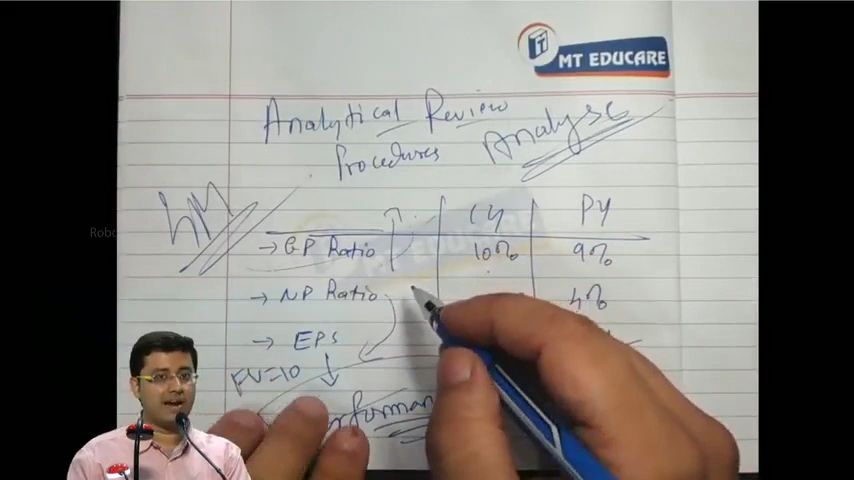 MT EDUCARE
Analytical Review
Procedures Analyse
CY PY
→ GP Ratio 10% 9%
→ NP Ratio 4%
→ EPS
FV=10